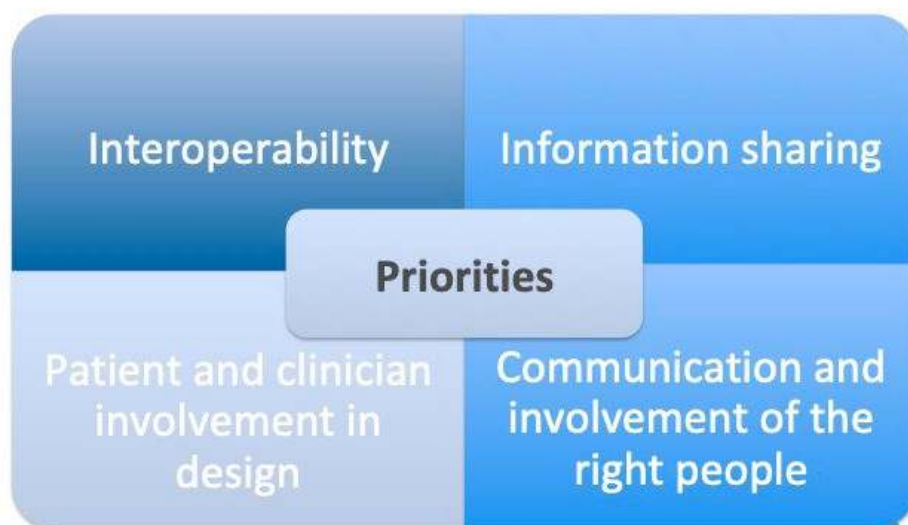 Interoperability
Information sharing
Priorities
Patient and clinician
involvement in
design
Communication and
involvement of the
right people